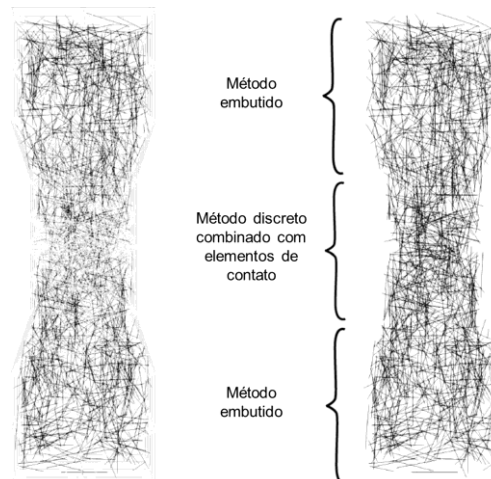 Método
embutido
Método discreto
combinado com
elementos de
contato
Método
embutido